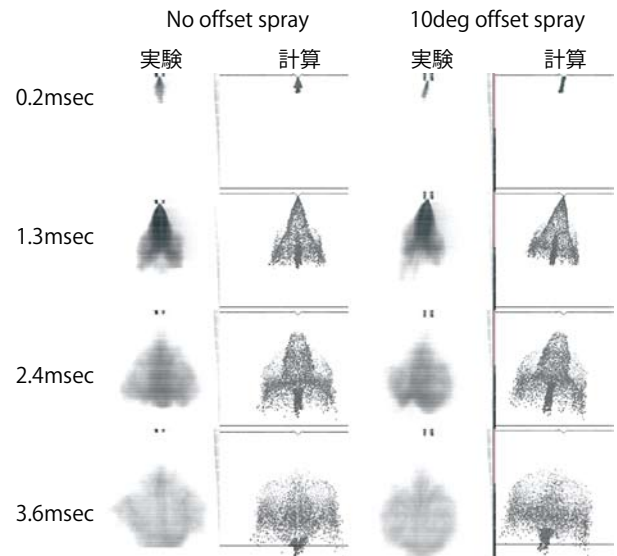 No offset spray 10deg offset spray
実験 計算 実験 計算
0.2msec
1.3msec
2.4msec
3.6msec